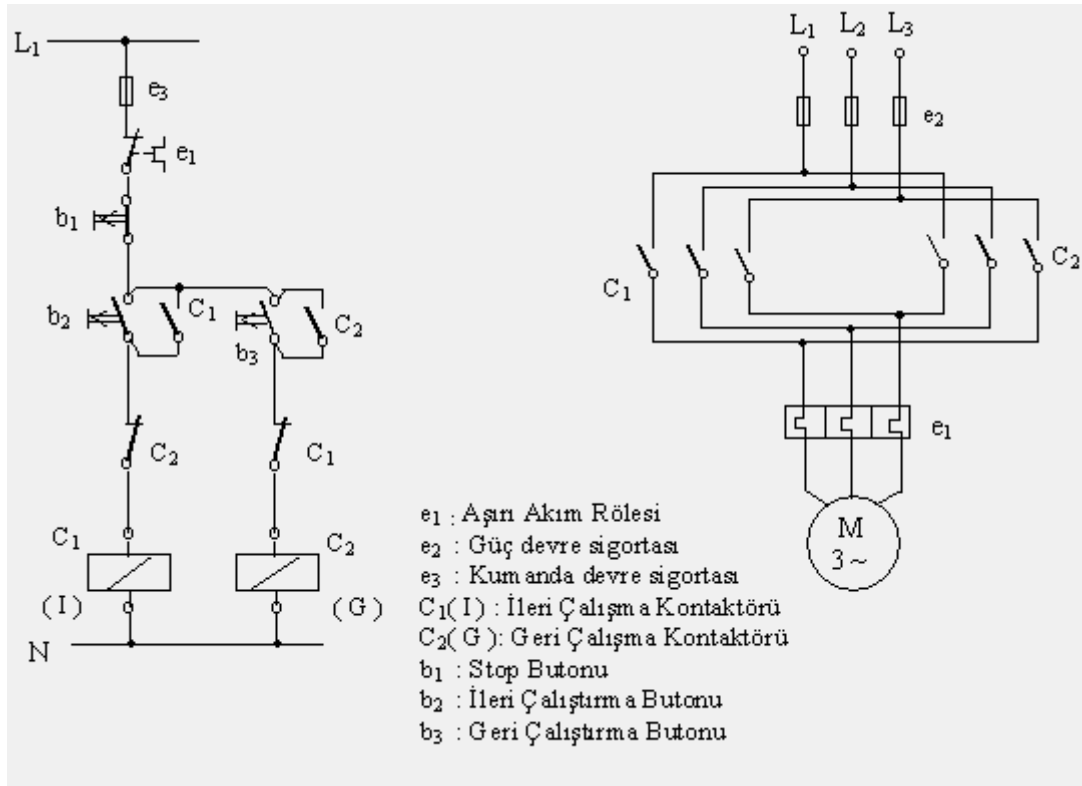 L1
e3
e1
b1
b2
C1
b3
C2
C2
C1
C1
C2
( I )
( G )
N
L1 L2 L3
e2
C1
C2
e1
M
3 ~
e1 : Aşırı Akım Rölesi
e2 : Güç devre sigortası
e3 : Kumanda devre sigortası
C1( I ) : İleri Çalışma Kontaktörü
C2( G ): Geri Çalışma Kontaktörü
b1 : Stop Butonu
b2 : İleri Çalıştırma Butonu
b3 : Geri Çalıştırma Butonu